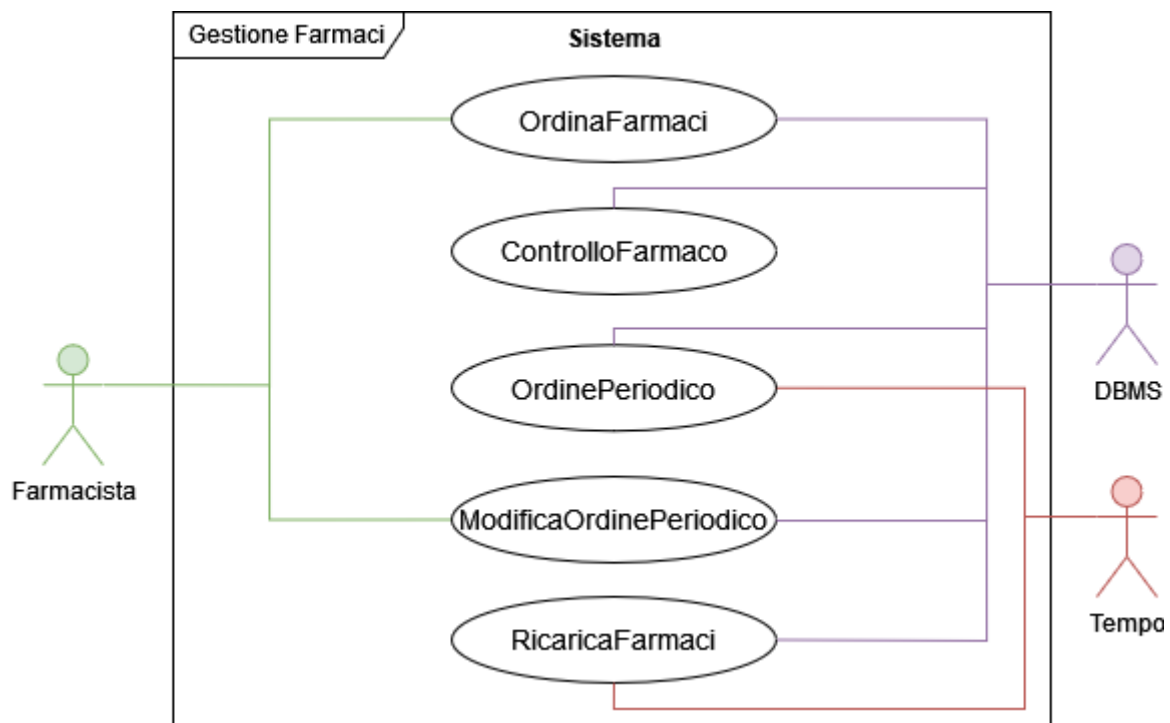 Gestione Farmaci
Sistema
OrdinaFarmaci
ControlloFarmaco
OrdinePeriodico
ModificaOrdinePeriodico
RicaricaFarmaci
Farmacista
DBMS
Tempo